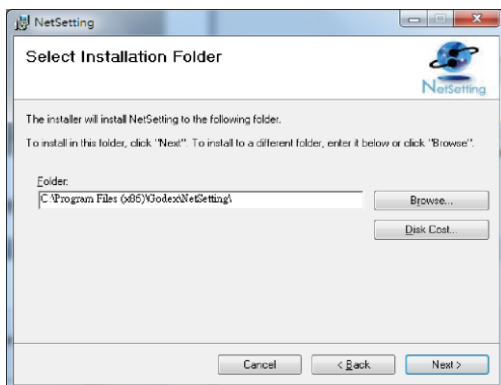 NetSetting
Select Installation Folder
NetSetting
The installer will install NetSetting to the following folder.
To install in this folder, click "Next". To install to a different folder, enter it below or click "Browse".
Folder:
C:\Program Files (x86)\Godex\NetSetting\
Browse...
Disk Cost...
Cancel
< Back
Next >